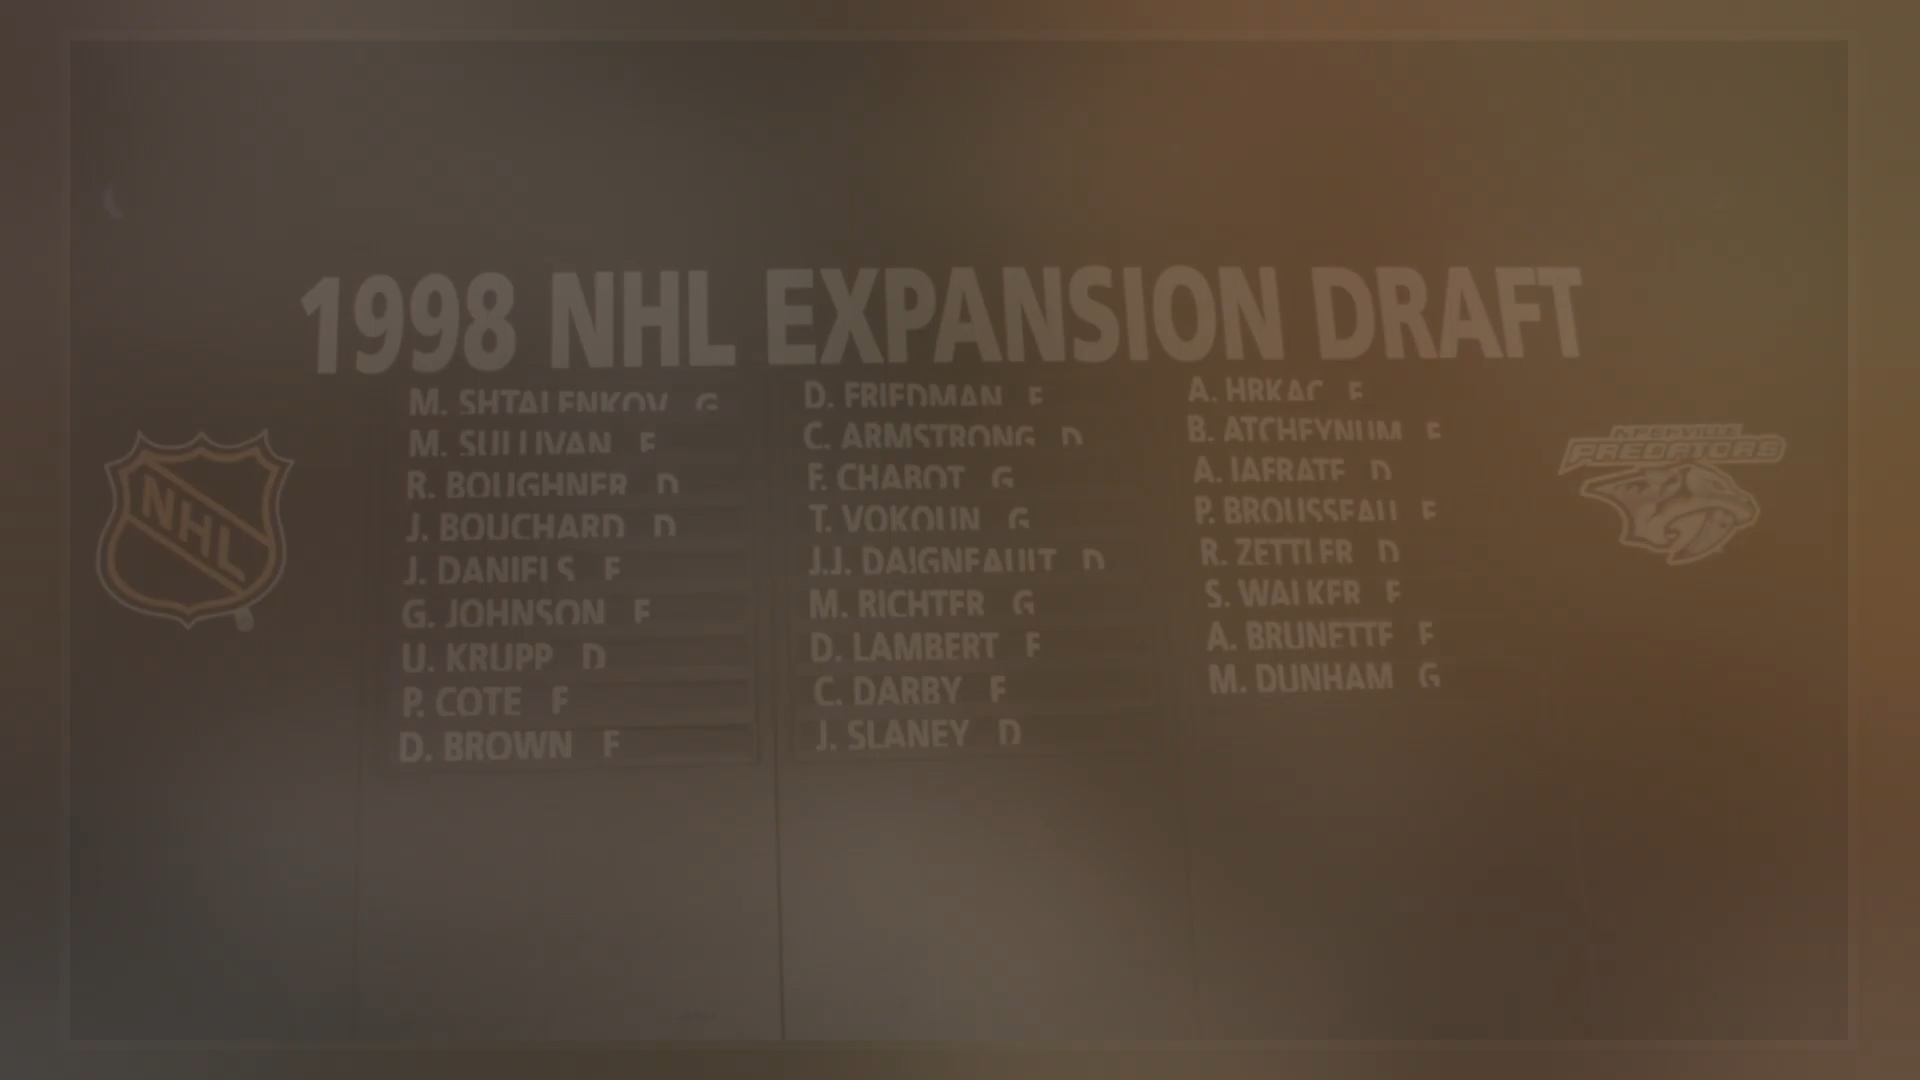 1998 NHL EXPANSION DRAFT
M. SHTALENKOV G
M. SULLIVAN F
R. BOUGHNER D
J. BOUCHARD D
J. DANIELS F
G. JOHNSON F
U. KRUPP D
P. COTE F
D. BROWN F
D. FRIEDMAN F
C. ARMSTRONG D
F. CHABOT G
T. VOKOUN G
J.J. DAIGNEAULT D
M. RICHTER G
D. LAMBERT F
C. DARBY F
J. SLANEY D
A. HRKAC F
B. ATCHEYNUM F
A. IAFRATE D
P. BROUSSEAU F
R. ZETTLER D
S. WALKER F
A. BRUNETTE F
M. DUNHAM G
NHL
PREDATORS